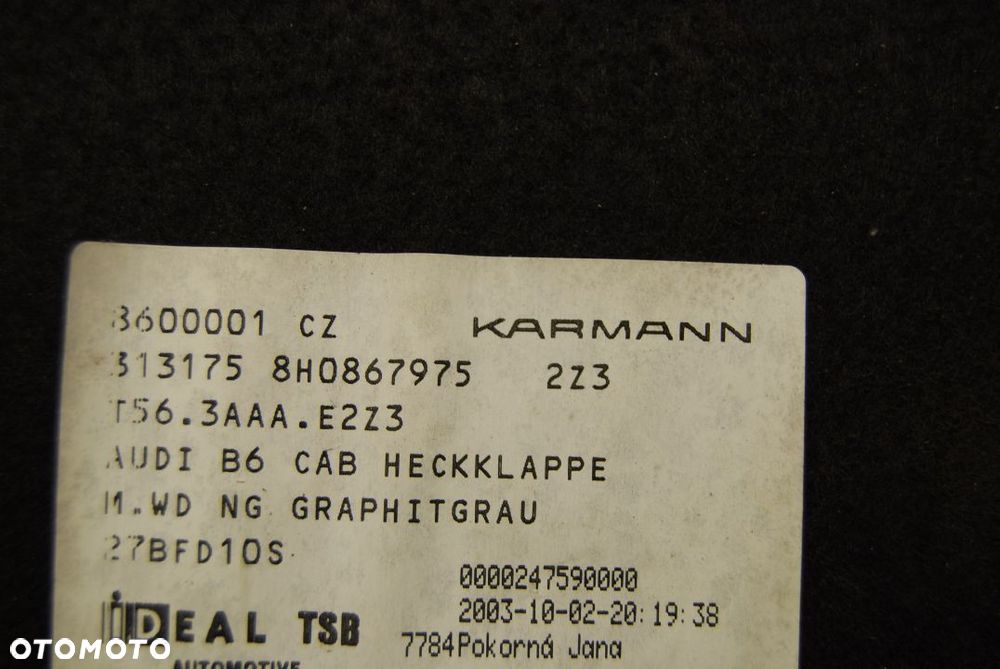 3600001 CZ KARMANN
313175 8H0867975 2Z3
T56.3AAA.E2Z3
AUDI B6 CAB HECKKLAPPE
M.WD NG GRAPHITGRAU
27BFD10S
0000247590000
2003-10-02-20:19:38
iDEAL TSB
7784Pokorná Jana
AUTOMOTIVE
OTOMOTO